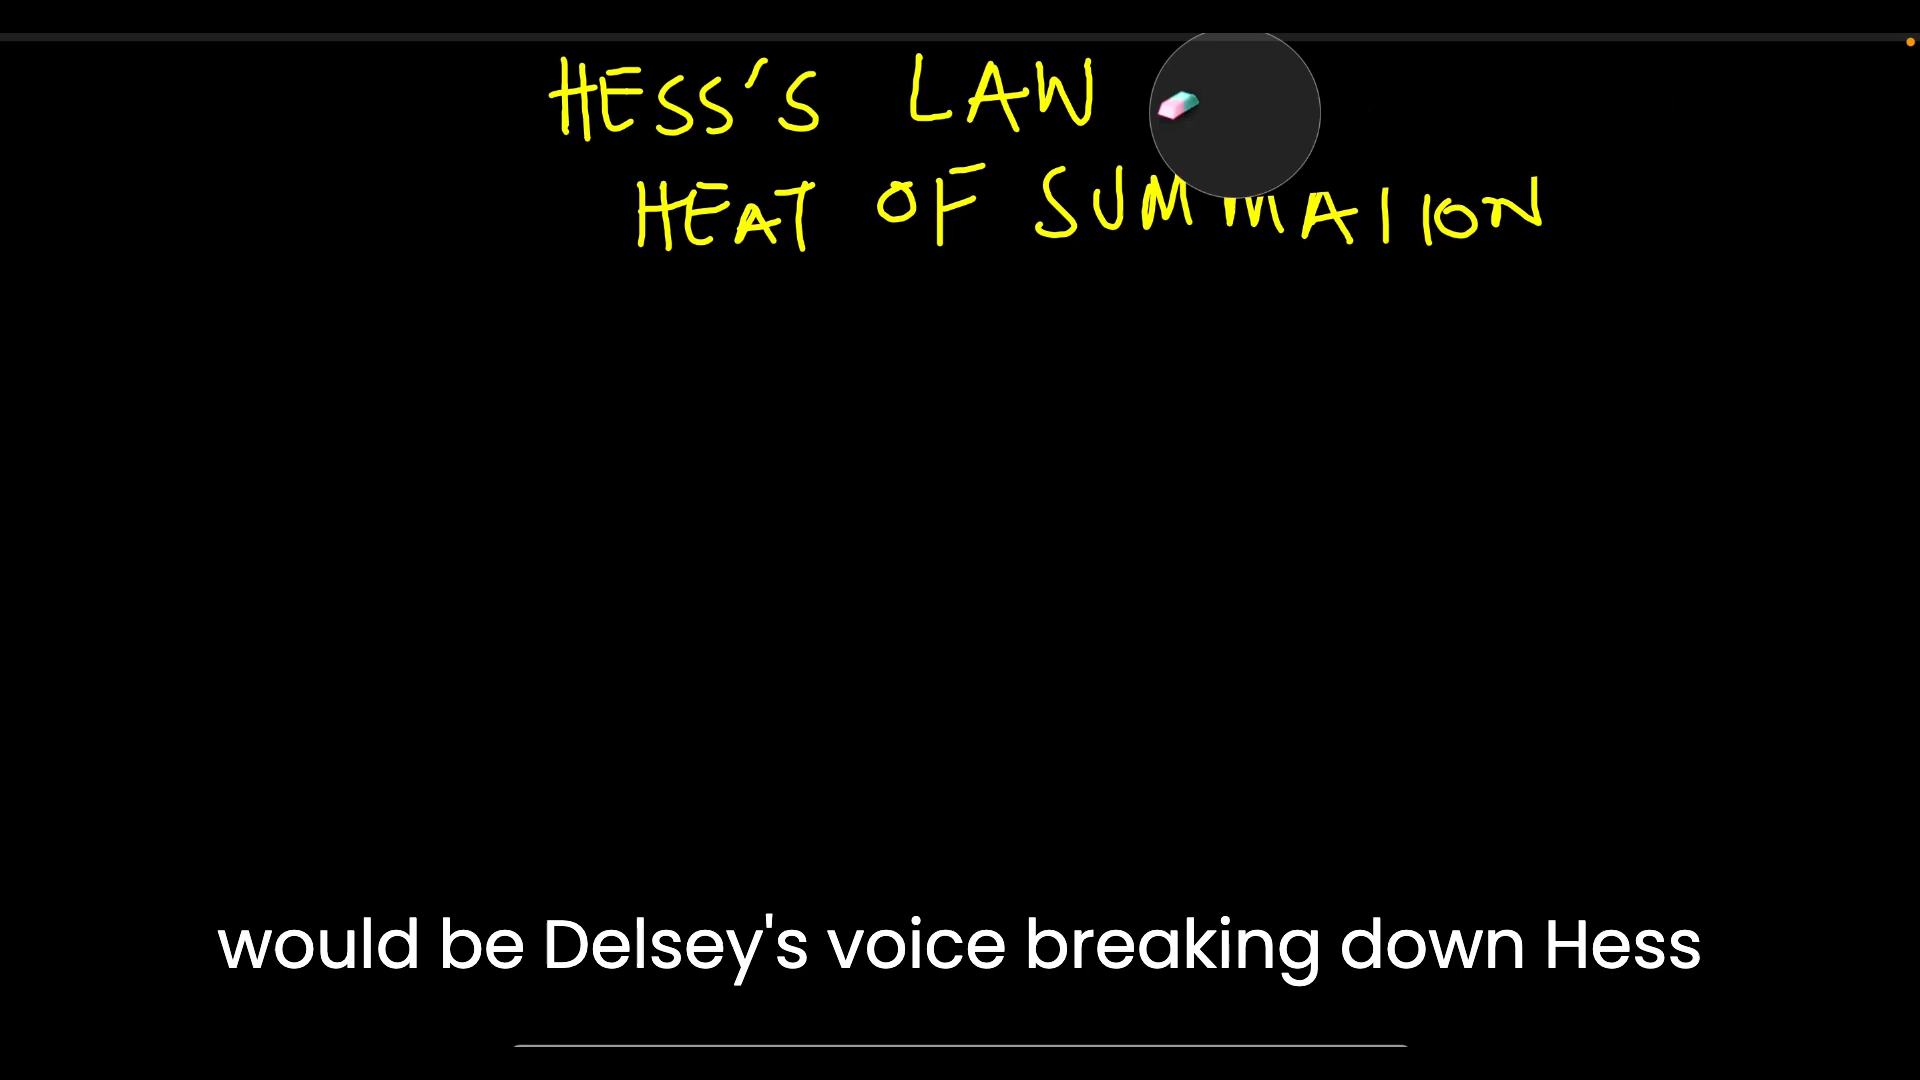 HESS'S LAW
HEAT OF SUMMATION
would be Delsey's voice breaking down Hess